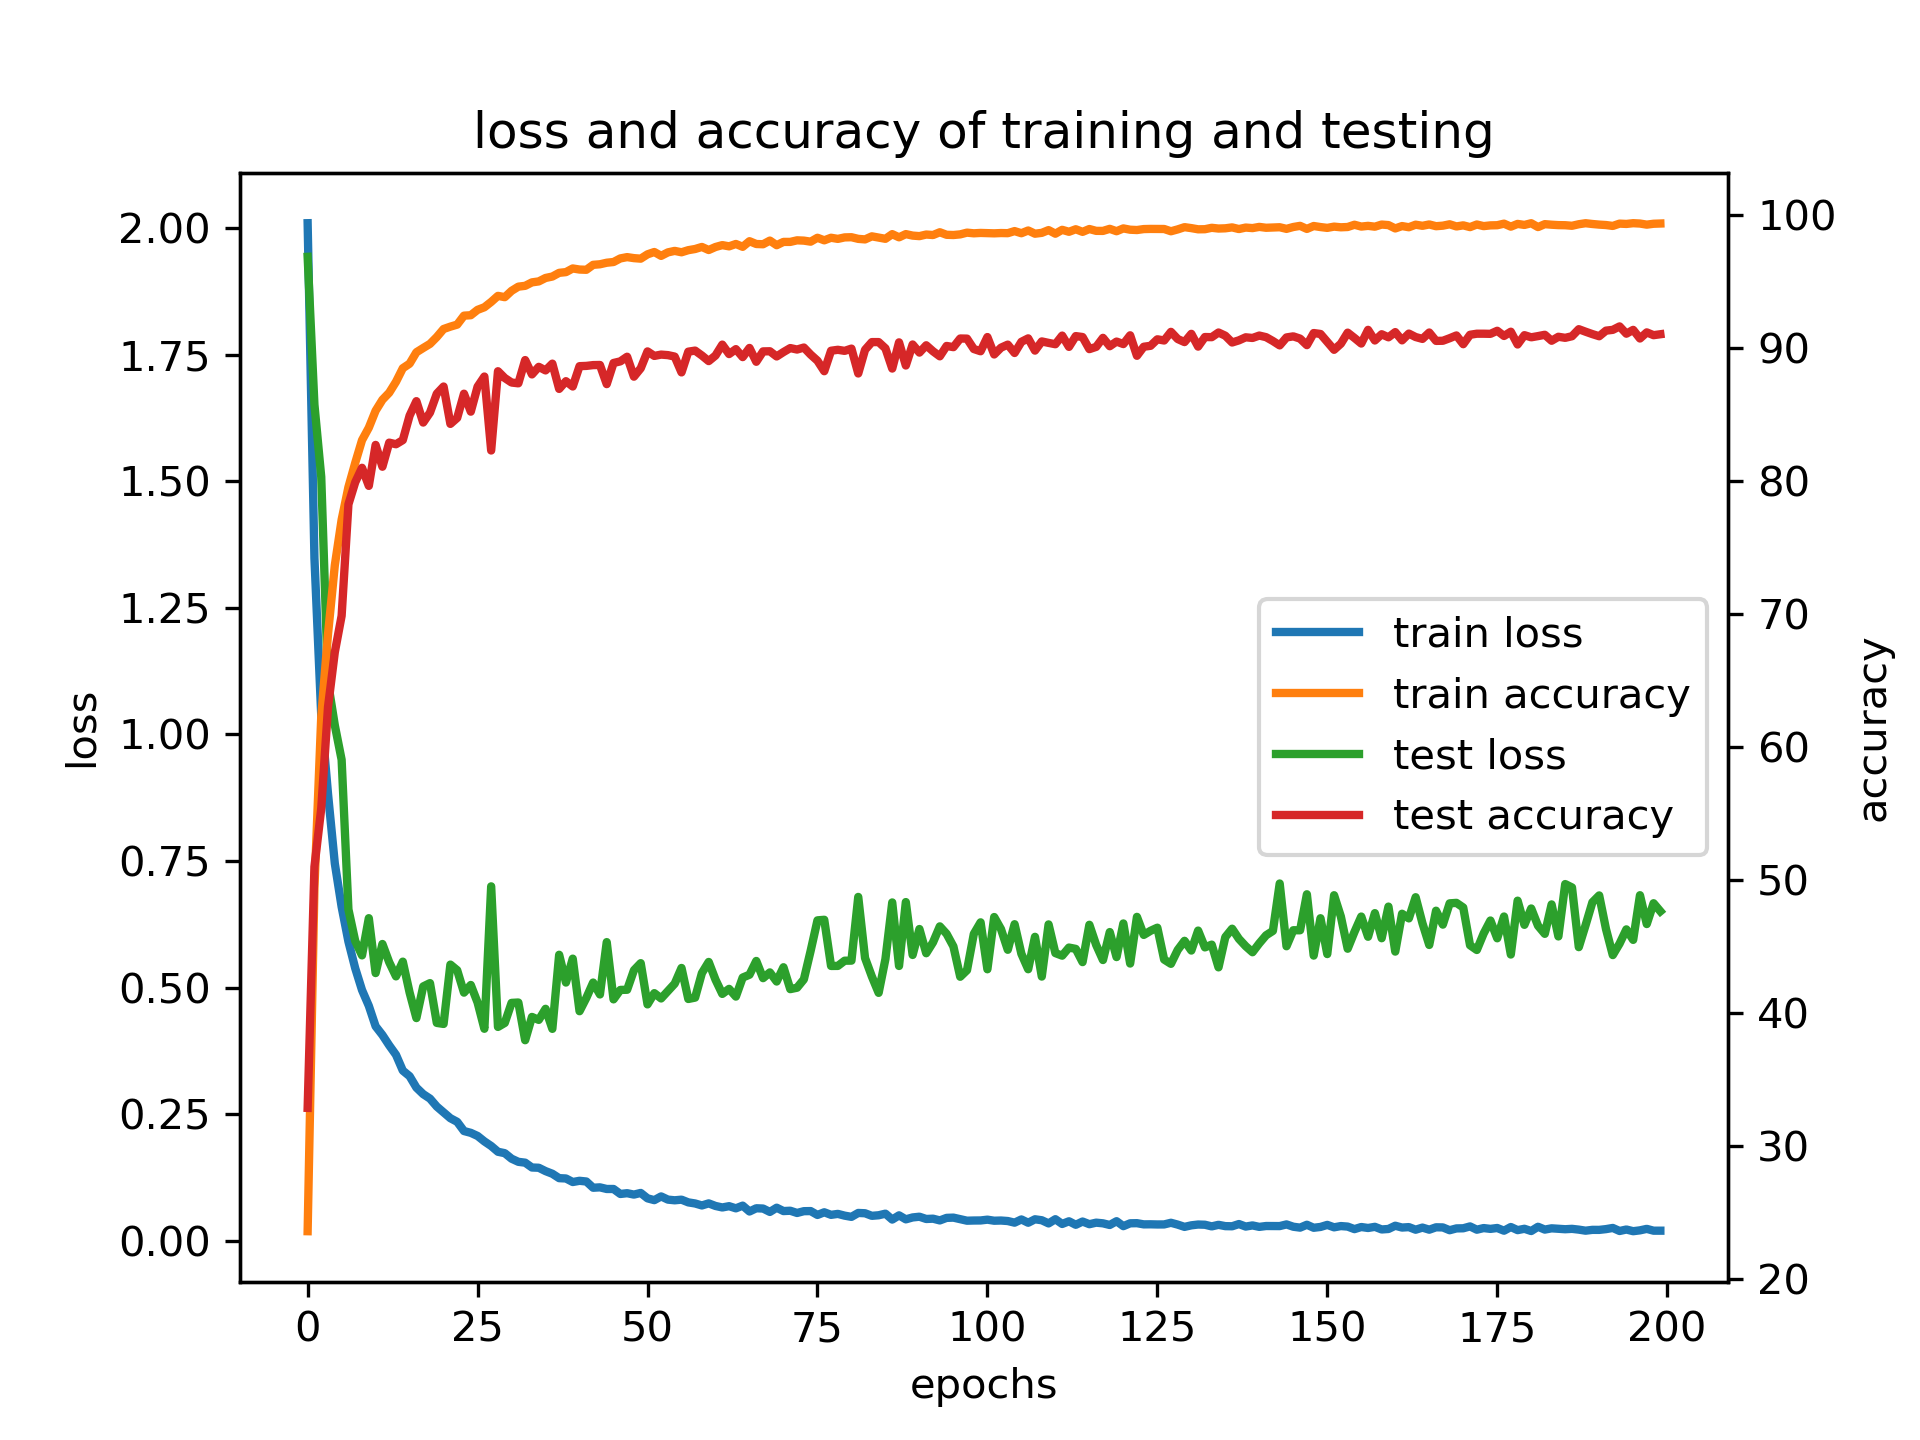 loss and accuracy of training and testing
2.00
1.75
1.50
1.25
1.00
0.75
0.50
0.25
0.00
loss
100
90
80
70
60
50
40
30
20
accuracy
train loss
train accuracy
test loss
test accuracy
0 25 50 75 100 125 150 175 200
epochs